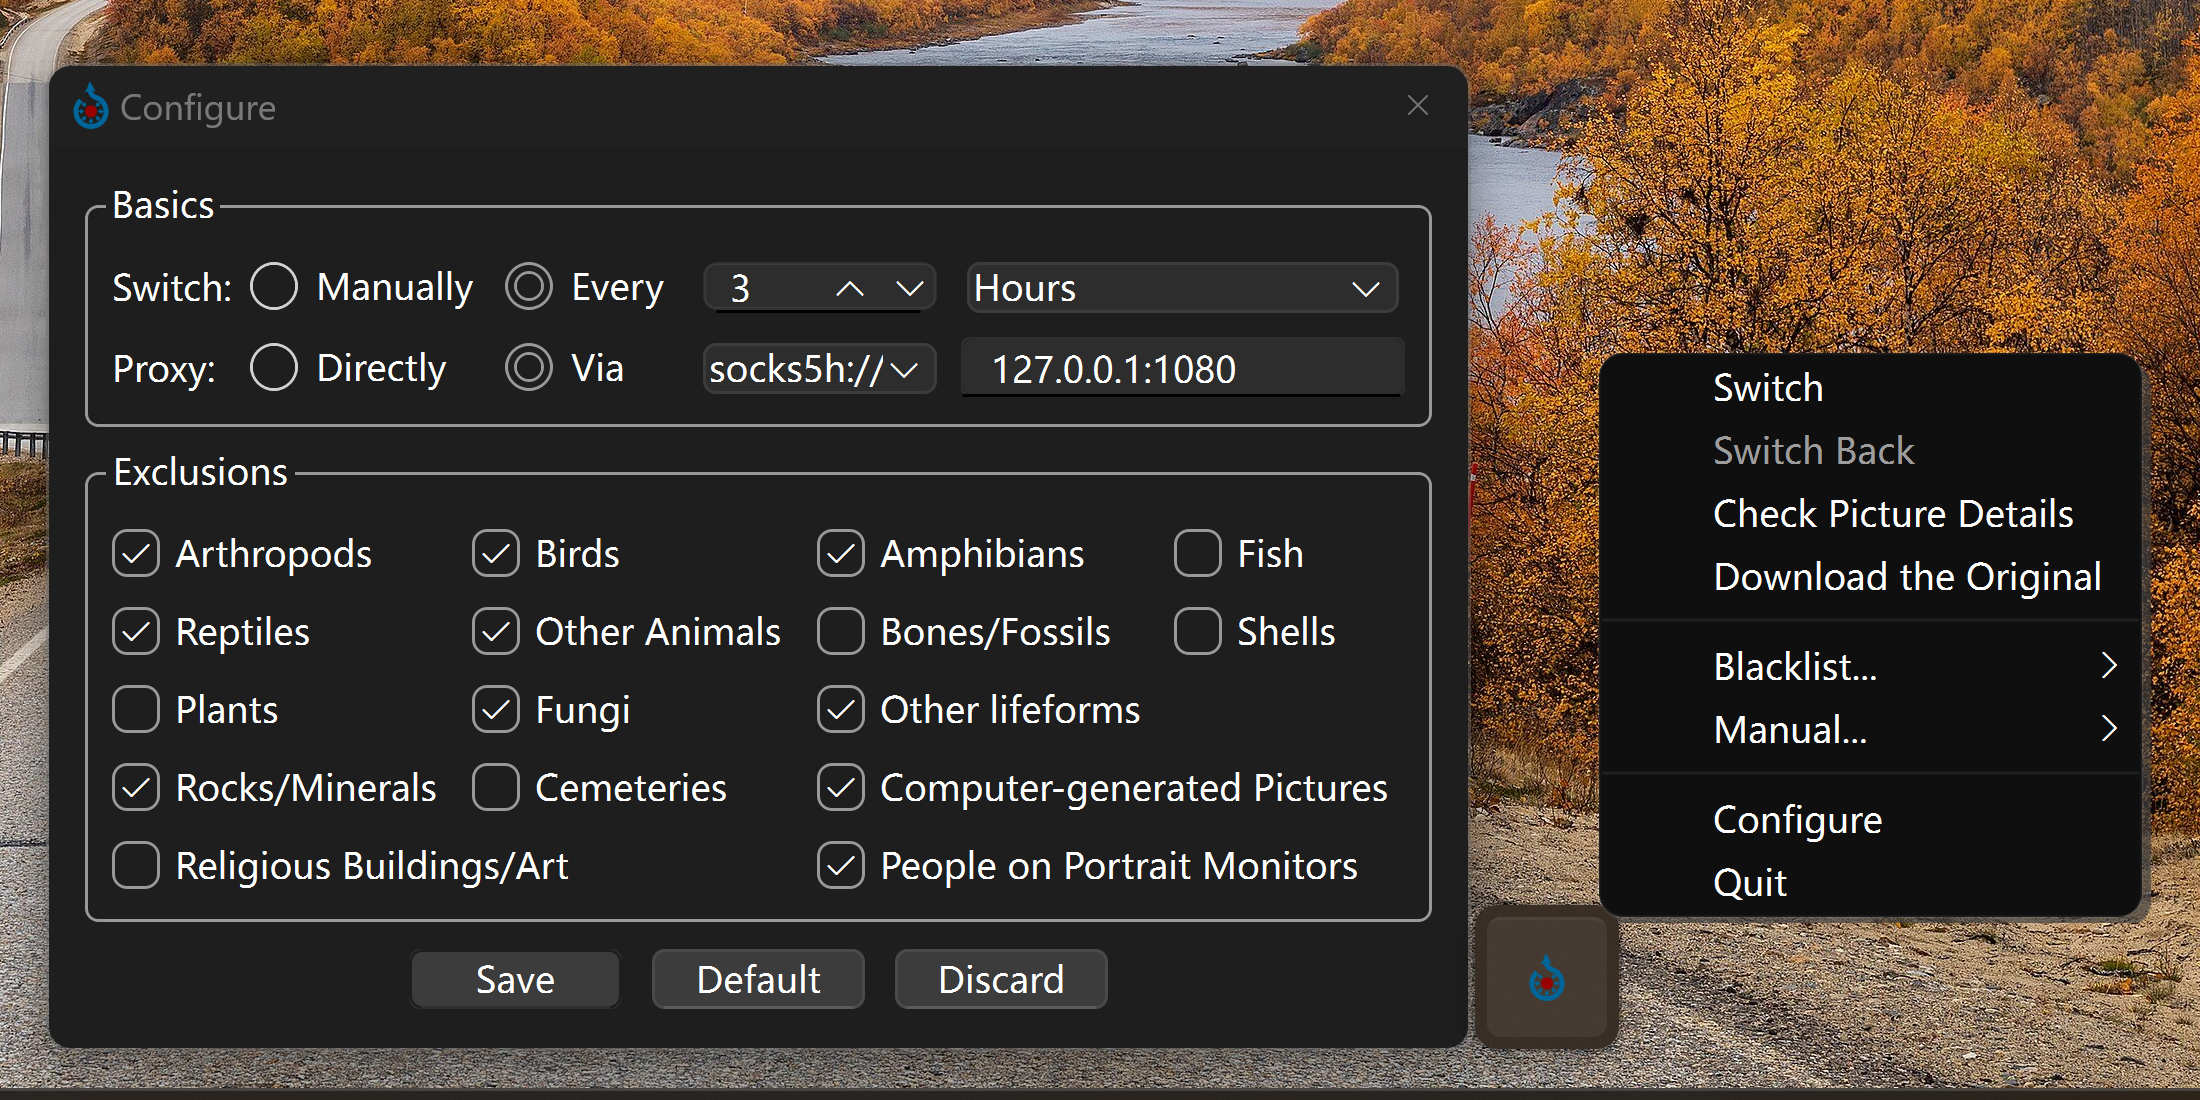 Configure
Basics
Switch: Manually Every 3 Hours
Proxy: Directly Via socks5h:// 127.0.0.1:1080
Exclusions
Arthropods Birds Amphibians Fish
Reptiles Other Animals Bones/Fossils Shells
Plants Fungi Other lifeforms
Rocks/Minerals Cemeteries Computer-generated Pictures
Religious Buildings/Art People on Portrait Monitors
Save Default Discard
Switch
Switch Back
Check Picture Details
Download the Original
Blacklist...
Manual...
Configure
Quit